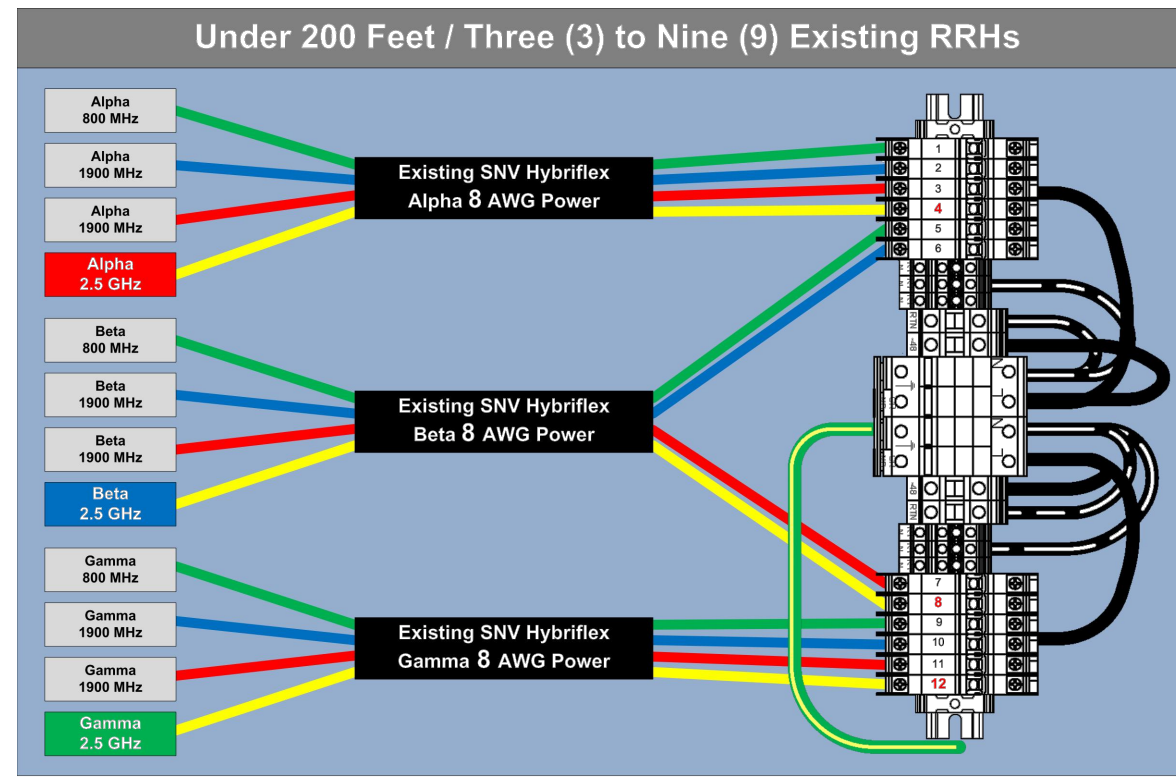 Under 200 Feet / Three (3) to Nine (9) Existing RRHs
Alpha
800 MHz
Alpha
1900 MHz
Alpha
1900 MHz
Alpha
2.5 GHz
Existing SNV Hybriflex
Alpha 8 AWG Power
Beta
800 MHz
Beta
1900 MHz
Beta
1900 MHz
Beta
2.5 GHz
Existing SNV Hybriflex
Beta 8 AWG Power
Gamma
800 MHz
Gamma
1900 MHz
Gamma
1900 MHz
Gamma
2.5 GHz
Existing SNV Hybriflex
Gamma 8 AWG Power
1
2
3
4
5
6
RTN
-48
N
L
N
L
-48
RTN
7
8
9
10
11
12